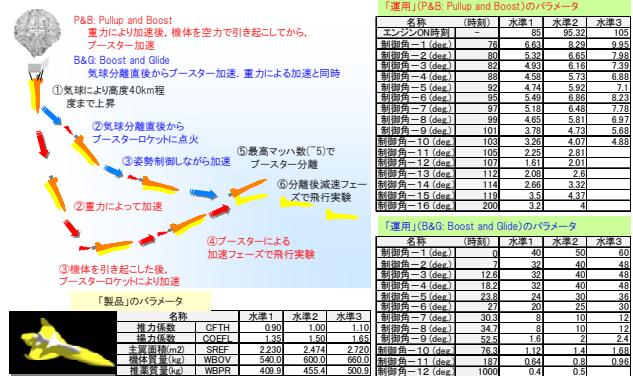 P&B: Pullup and Boost
重力により加速後，機体を空力で引き起こしてから，
ブースター加速
B&G: Boost and Glide
気球分離直後からブースター加速．重力による加速と同時
①気球により高度40km程
度まで上昇
②気球分離直後から
ブースターロケットに点火
③姿勢制御しながら加速
②重力によって加速
③機体を引き起こした後，
ブースターロケットにより加速
④ブースターによる
加速フェーズで飛行実験
⑤最高マッハ数(~5)で
ブースター分離
⑥分離後減速フェー
ズで飛行実験
「製品」のパラメータ
名称 水準1 水準2 水準3
推力係数 CFTH 0.90 1.00 1.10
揚力係数 COEFL 1.35 1.50 1.65
主翼面積(m2) SREF 2.230 2.474 2.720
機体質量(kg) WBOV 540.0 600.0 660.0
推薬質量(kg) WBPR 409.9 455.4 500.9
「運用」(P&B: Pullup and Boost)のパラメータ
名称 (時刻) 水準1 水準2 水準3
エンジンON時刻 - 85 95.32 105
制御角－1 (deg.) 76 6.63 8.29 9.95
制御角－2 (deg.) 80 5.32 6.65 7.98
制御角－3 (deg.) 82 4.93 6.16 7.39
制御角－4 (deg.) 88 4.58 5.73 6.88
制御角－5 (deg.) 92 4.74 5.92 7.1
制御角－6 (deg.) 95 5.49 6.86 8.23
制御角－7 (deg.) 97 5.18 6.48 7.78
制御角－8 (deg.) 99 4.65 5.81 6.97
制御角－9 (deg.) 101 3.78 4.73 5.68
制御角－10 (deg.) 103 3.26 4.07 4.88
制御角－11 (deg.) 105 2.25 2.81
制御角－12 (deg.) 107 1.61 2.01
制御角－13 (deg.) 112 2.08 2.6
制御角－14 (deg.) 114 2.66 3.32
制御角－15 (deg.) 119 3.5 4.37
制御角－16 (deg.) 200 3.2 4
「運用」(B&G: Boost and Glide)のパラメータ
名称 (時刻) 水準1 水準2 水準3
制御角－1 (deg.) 0 40 50 60
制御角－2 (deg.) 7 32 40 48
制御角－3 (deg.) 12.6 32 40 48
制御角－4 (deg.) 18.2 32 40 48
制御角－5 (deg.) 23.8 24 30 36
制御角－6 (deg.) 27 20 25 30
制御角－7 (deg.) 30.3 8 10 12
制御角－8 (deg.) 34.7 8 10 12
制御角－9 (deg.) 52.5 1.6 2 2.4
制御角－10 (deg.) 76.3 1.12 1.4 1.68
制御角－11 (deg.) 187 0.64 0.8 0.96
制御角－12 (deg.) 1000 0.4 0.5